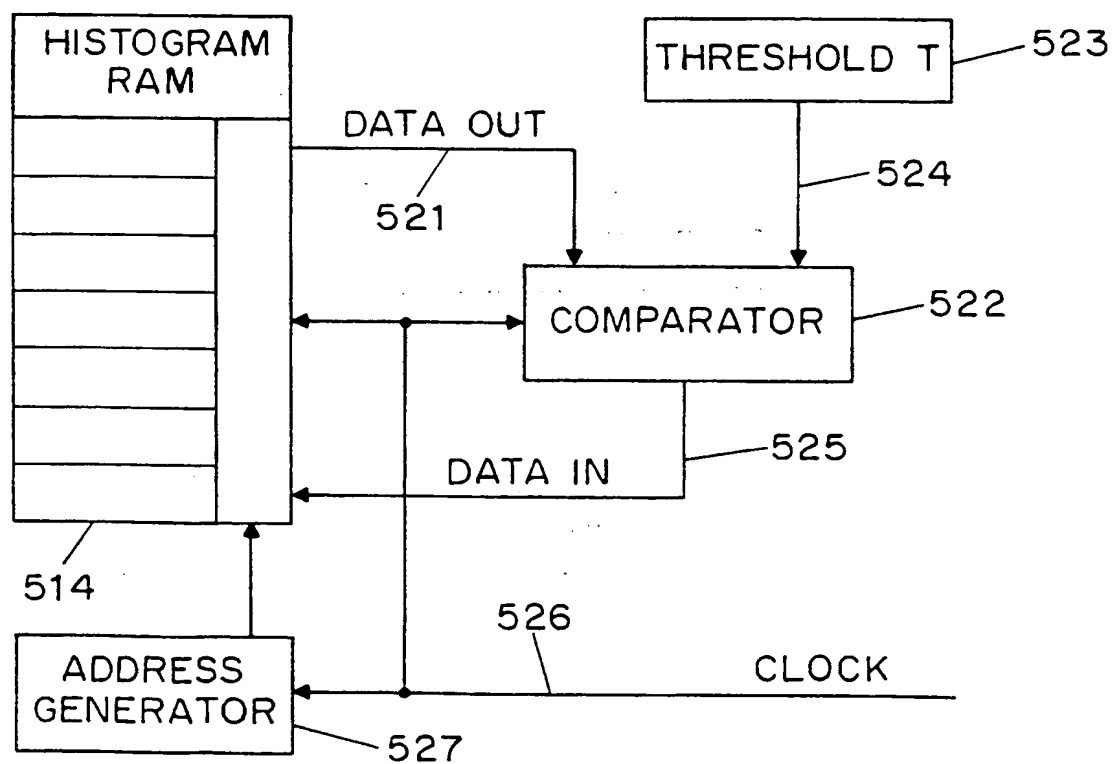 HISTOGRAM
RAM
THRESHOLD T
523
DATA OUT
521
524
COMPARATOR
522
525
DATA IN
514
526
ADDRESS
GENERATOR
CLOCK
527